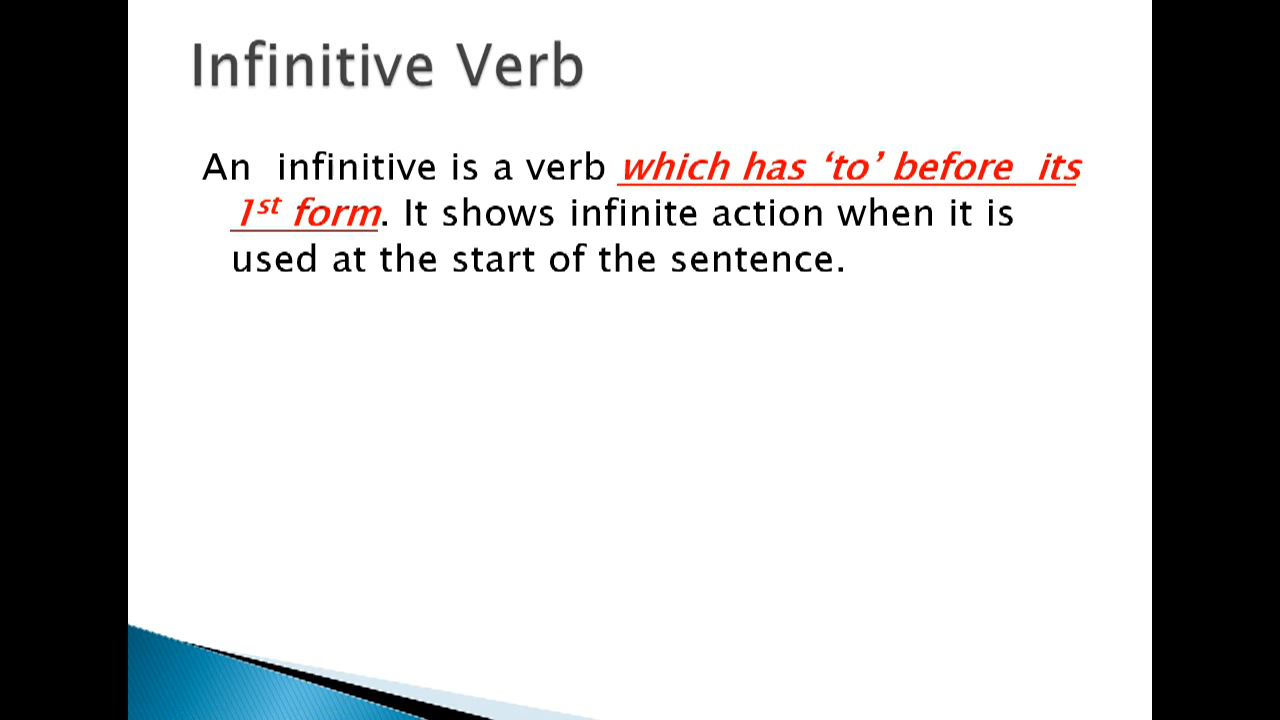 Infinitive Verb
An infinitive is a verb which has ‘to’ before its
1st form. It shows infinite action when it is
used at the start of the sentence.